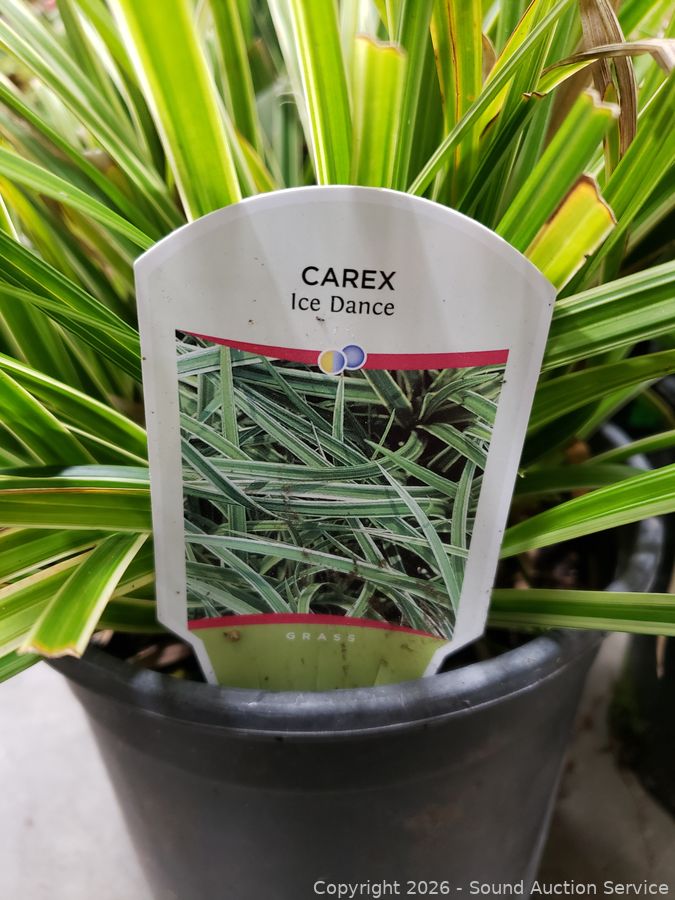 CAREX
Ice Dance
GRASS
Copyright 2026 - Sound Auction Service